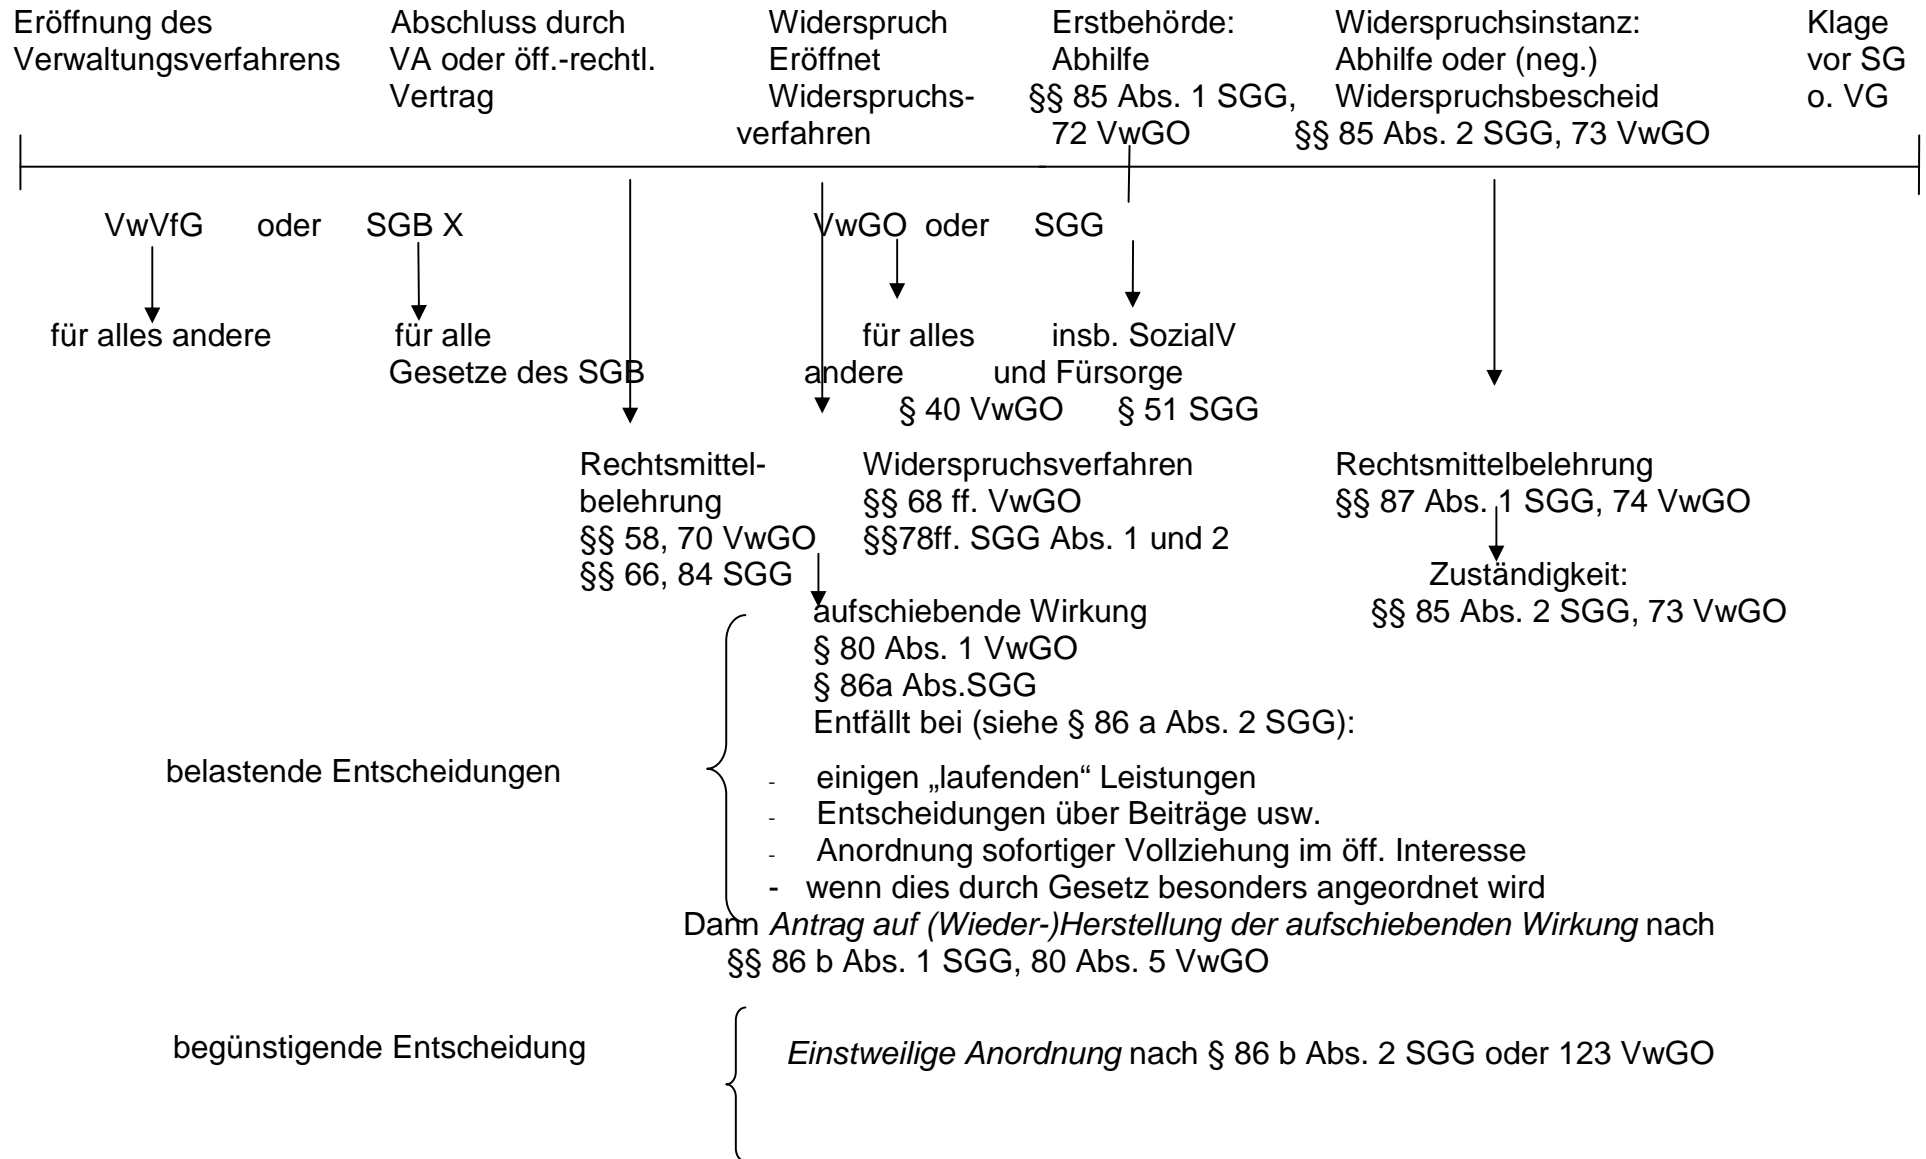 Eröffnung des
Verwaltungsverfahrens
Abschluss durch
VA oder öff.-rechtl.
Vertrag
Widerspruch
Eröffnet
Widerspruchs-
verfahren
Erstbehörde:
Abhilfe
§§ 85 Abs. 1 SGG,
72 VwGO
Widerspruchsinstanz:
Abhilfe oder (neg.)
Widerspruchsbescheid
§§ 85 Abs. 2 SGG, 73 VwGO
Klage
vor SG
o. VG
VwVfG oder SGB X
für alles andere
für alle
Gesetze des SGB
VwGO oder SGG
für alles
andere
§ 40 VwGO
insb. SozialV
und Fürsorge
§ 51 SGG
Rechtsmittel-
belehrung
§§ 58, 70 VwGO
§§ 66, 84 SGG
Widerspruchsverfahren
§§ 68 ff. VwGO
§§78ff. SGG Abs. 1 und 2
Rechtsmittelbelehrung
§§ 87 Abs. 1 SGG, 74 VwGO
Zuständigkeit:
§§ 85 Abs. 2 SGG, 73 VwGO
aufschiebende Wirkung
§ 80 Abs. 1 VwGO
§ 86a Abs.SGG
Entfällt bei (siehe § 86 a Abs. 2 SGG):
belastende Entscheidungen
- einigen „laufenden“ Leistungen
- Entscheidungen über Beiträge usw.
- Anordnung sofortiger Vollziehung im öff. Interesse
- wenn dies durch Gesetz besonders angeordnet wird
Dann Antrag auf (Wieder-)Herstellung der aufschiebenden Wirkung nach
§§ 86 b Abs. 1 SGG, 80 Abs. 5 VwGO
begünstigende Entscheidung
Einstweilige Anordnung nach § 86 b Abs. 2 SGG oder 123 VwGO